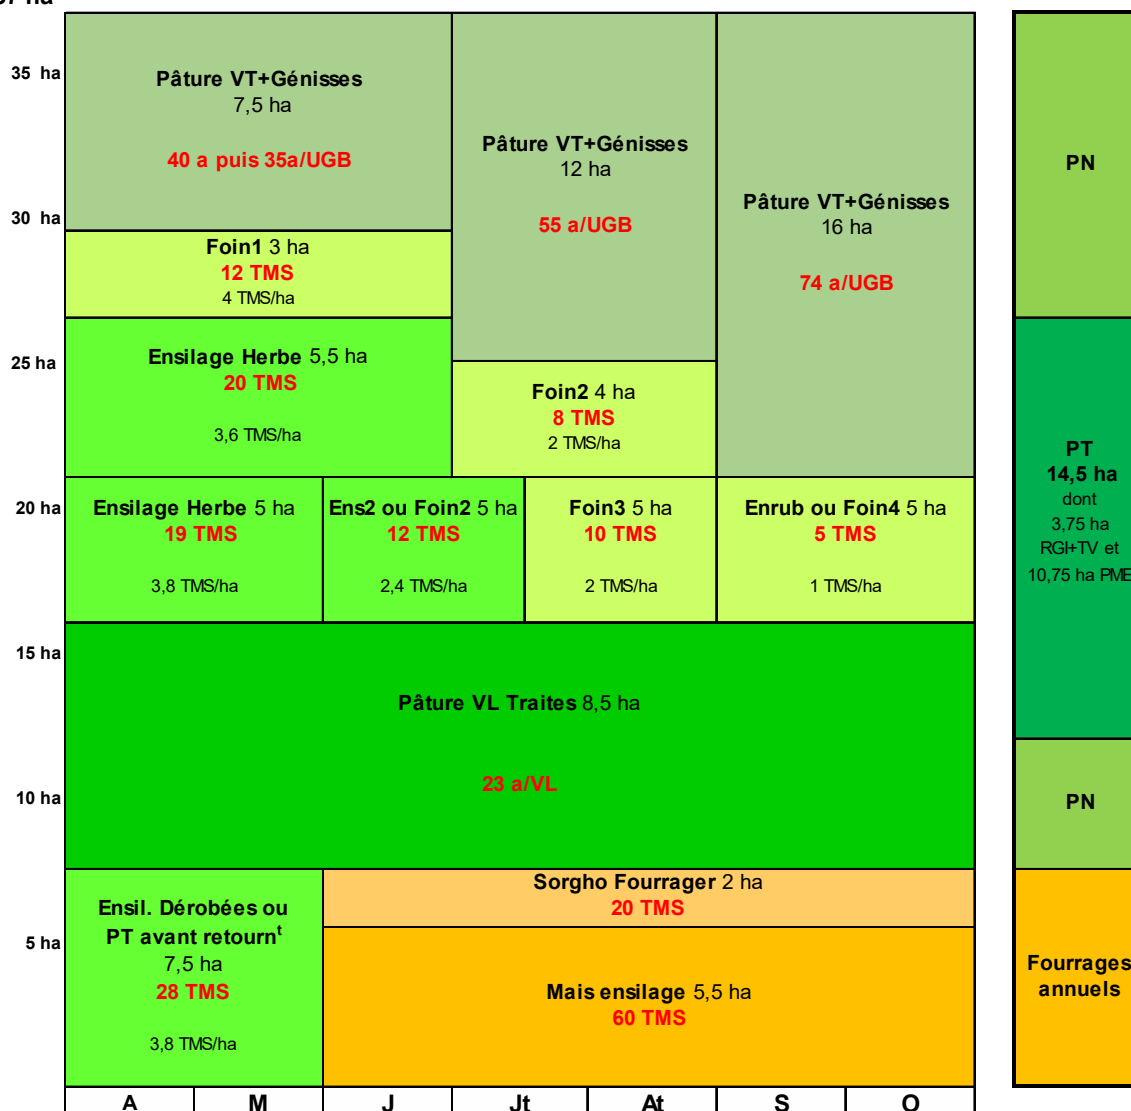 37 ha
35 ha
30 ha
25 ha
20 ha
15 ha
10 ha
5 ha
Pâture VT+Génisses
7,5 ha
40 a puis 35a/UGB
Foin1 3 ha
12 TMS
4 TMS/ha
Ensilage Herbe 5,5 ha
20 TMS
3,6 TMS/ha
Pâture VT+Génisses
12 ha
55 a/UGB
Foin2 4 ha
8 TMS
2 TMS/ha
Pâture VT+Génisses
16 ha
74 a/UGB
Ensilage Herbe 5 ha
19 TMS
3,8 TMS/ha
Ens2 ou Foin2 5 ha
12 TMS
2,4 TMS/ha
Foin3 5 ha
10 TMS
2 TMS/ha
Enrub ou Foin4 5 ha
5 TMS
1 TMS/ha
Pâture VL Traites 8,5 ha
23 a/VL
Ensil. Dérobées ou
PT avant retournᵗ
7,5 ha
28 TMS
3,8 TMS/ha
Sorgho Fourrager 2 ha
20 TMS
Mais ensilage 5,5 ha
60 TMS
A M J Jt At S O
PN
PT
14,5 ha
dont
3,75 ha
RGI+TV et
10,75 ha PME
PN
Fourrages
annuels